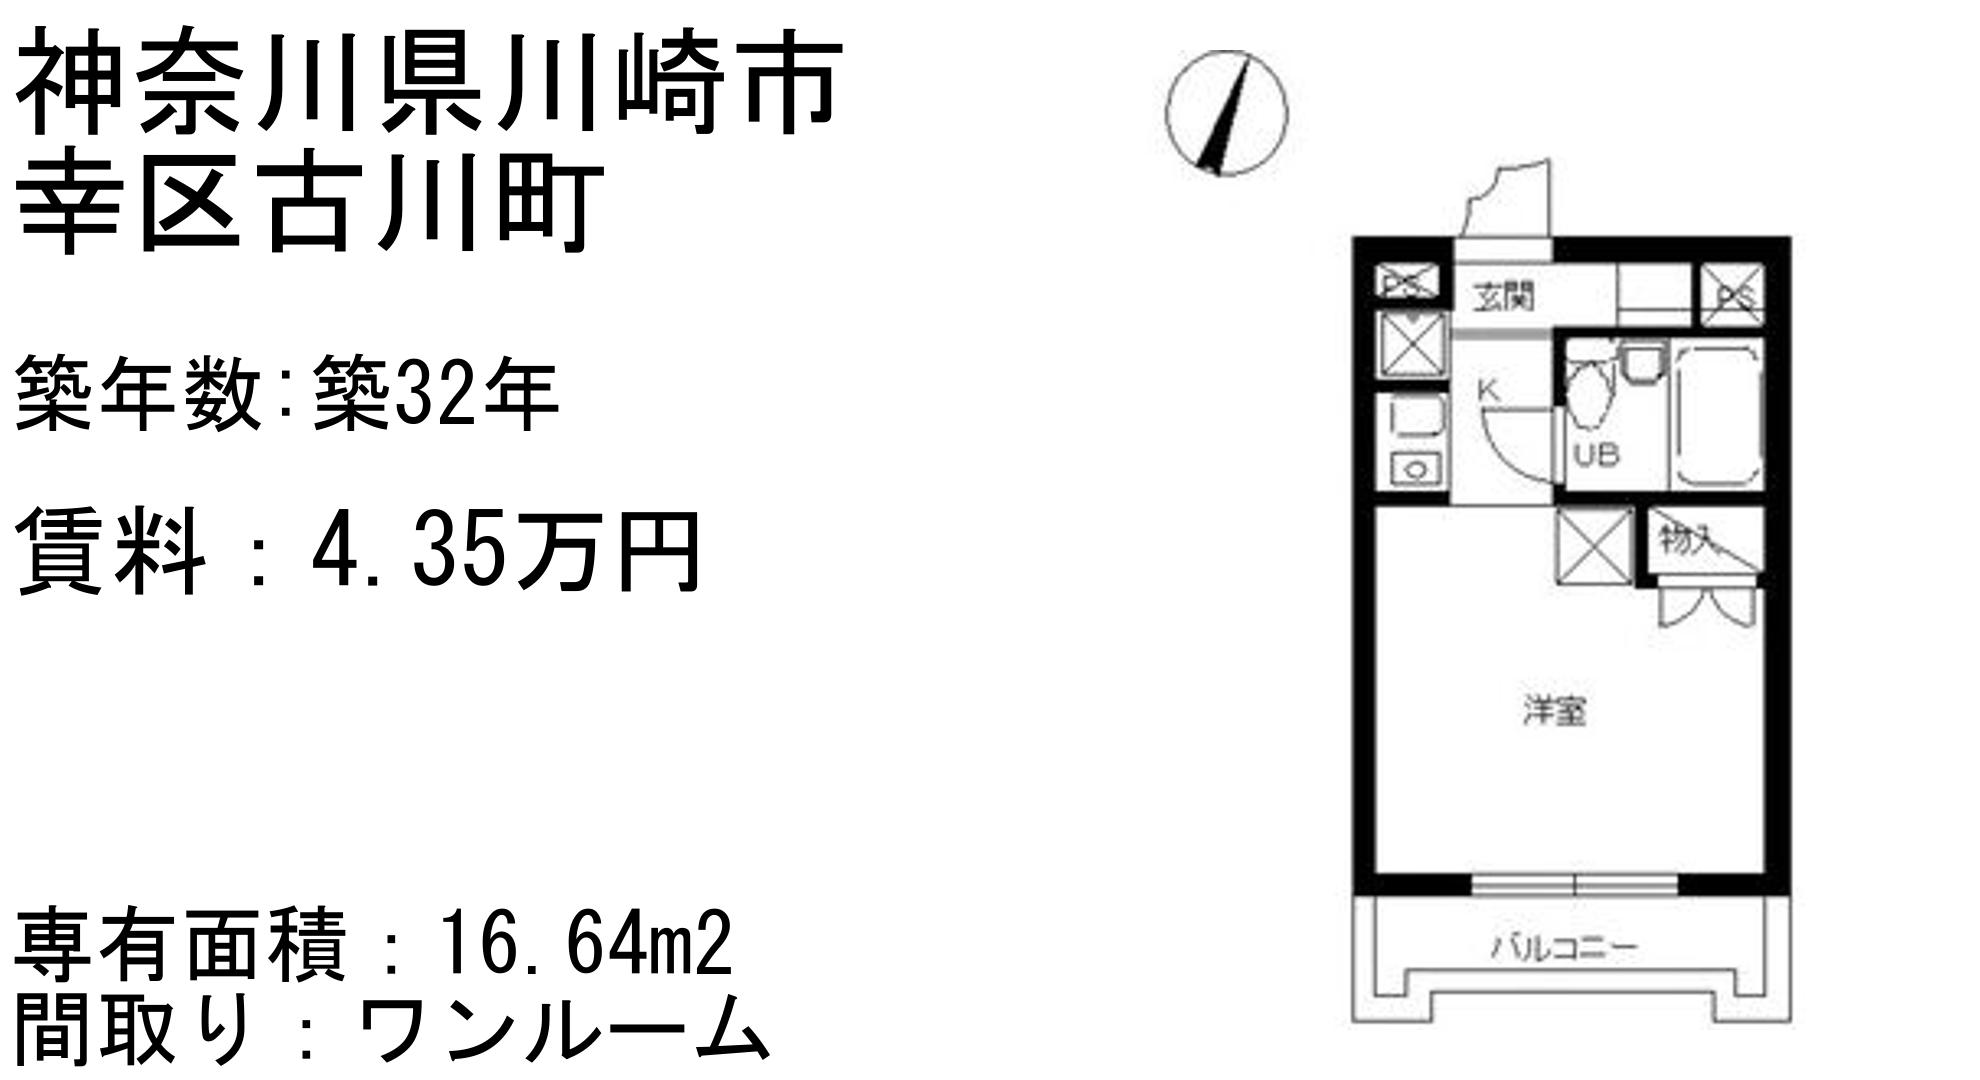 神奈川県川崎市
幸区古川町
築年数:築32年
賃料：4.35万円
専有面積：16.64m2
間取り：ワンルーム
PS
玄関
PS
K
UB
物入
洋室
バルコニー